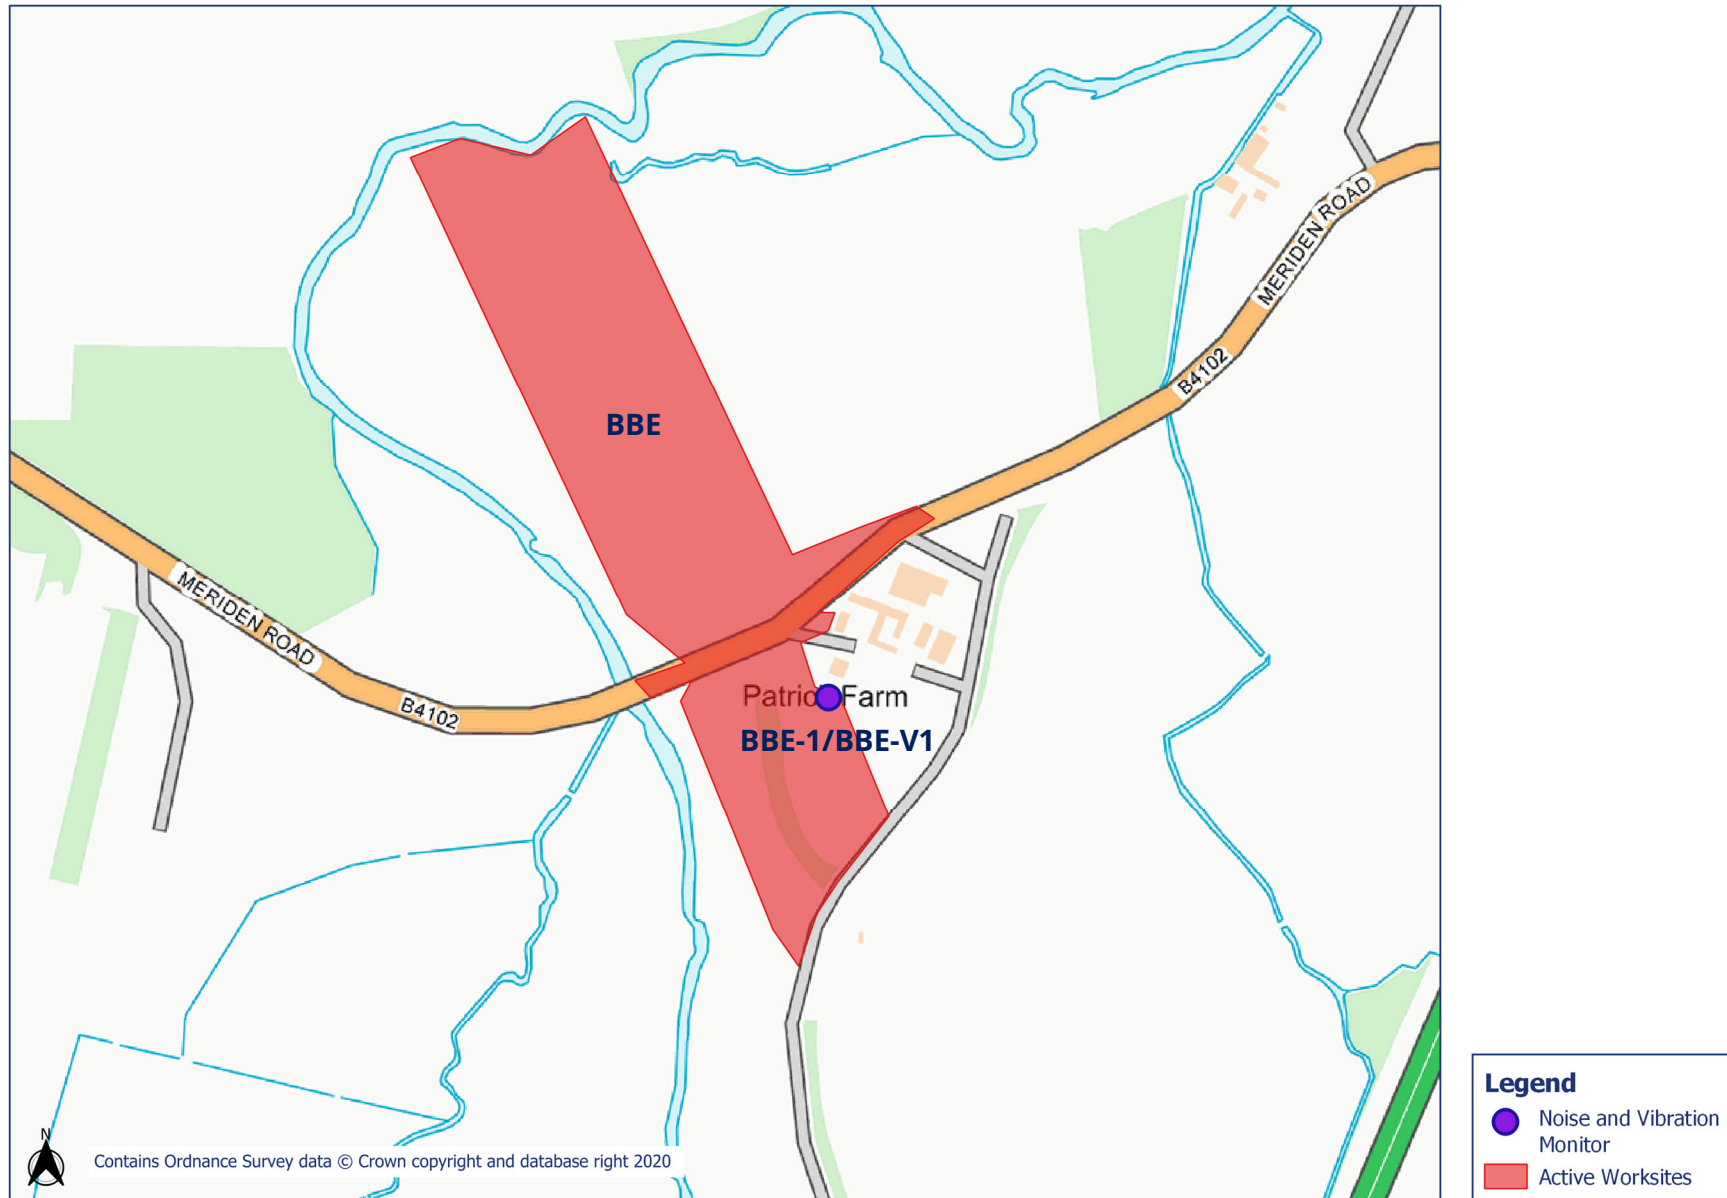 MERIDEN ROAD
B4102
BBE
MERIDEN ROAD
B4102
Patric Farm
BBE-1/BBE-V1
N
Contains Ordnance Survey data © Crown copyright and database right 2020
Legend
Noise and Vibration
Monitor
Active Worksites